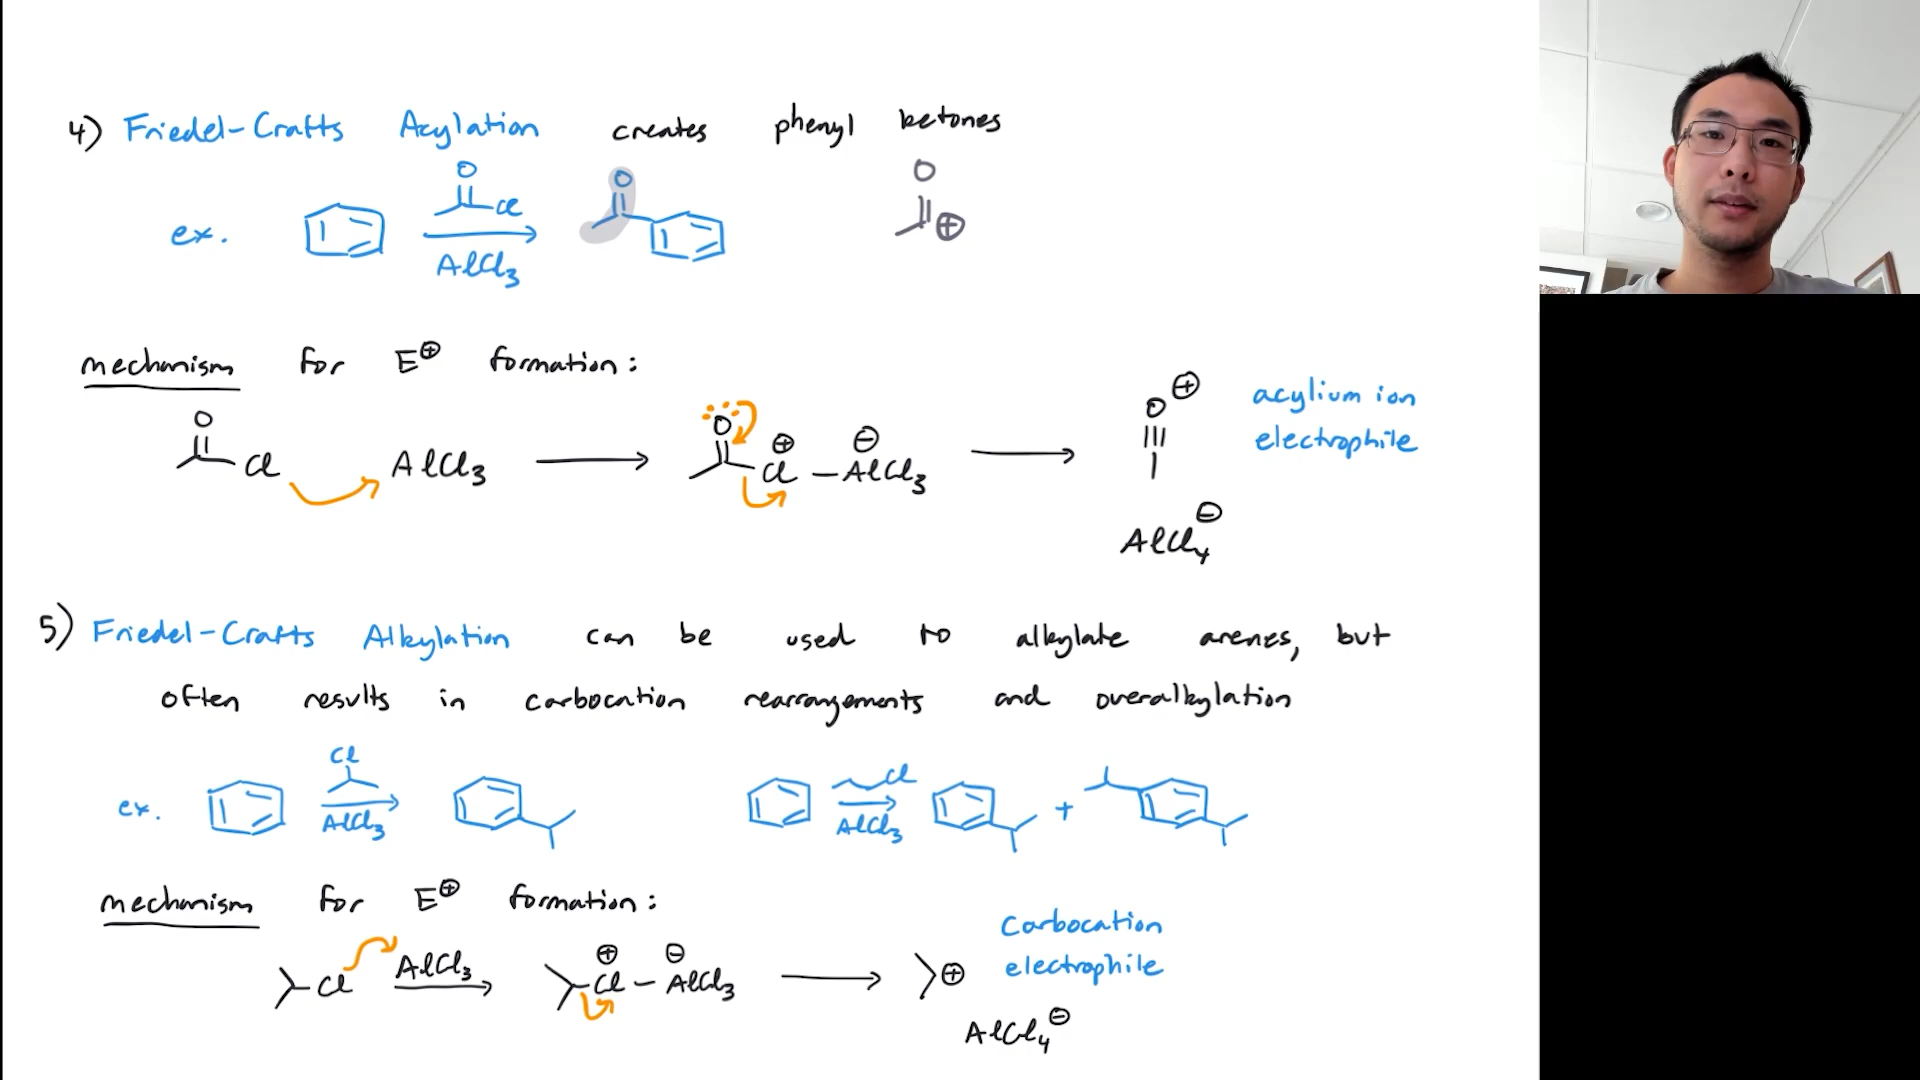 4) Friedel-Crafts Acylation creates phenyl ketones
O
O
O
Cl
ex.
AlCl3
⊕
mechanism for E⊕ formation:
O
Cl
AlCl3
O
Cl ⊕ — AlCl3 ⊖
O ⊕
acylium ion
electrophile
AlCl4 ⊖
5) Friedel-Crafts Alkylation can be used to alkylate arenes, but
often results in carbocation rearrangements and overalkylation
ex.
Cl
AlCl3
Cl
AlCl3
+
mechanism for E⊕ formation:
Cl
AlCl3
⊕ ⊖
Cl — AlCl3
⊕
Carbocation
electrophile
AlCl4 ⊖